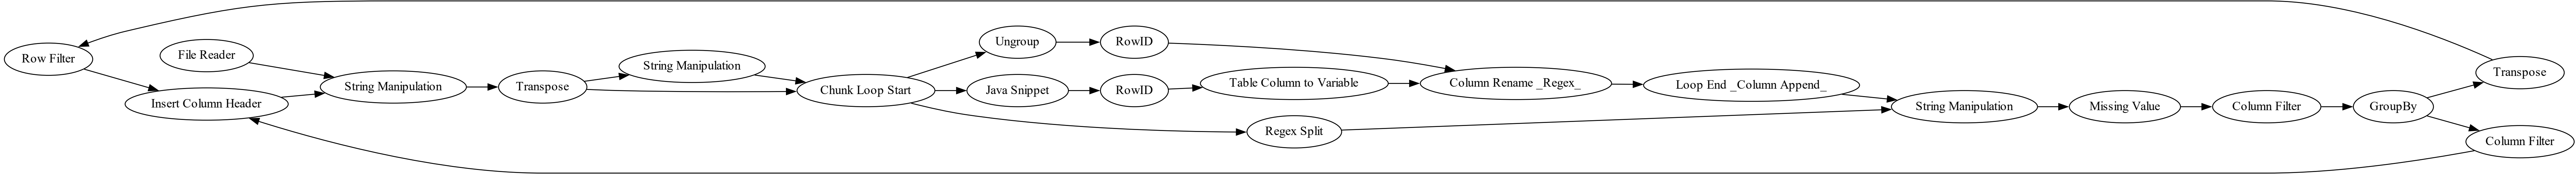 Row Filter
File Reader
Insert Column Header
String Manipulation
Transpose
String Manipulation
Chunk Loop Start
Ungroup
RowID
Java Snippet
RowID
Table Column to Variable
Regex Split
Column Rename _Regex_
Loop End _Column Append_
String Manipulation
Missing Value
Column Filter
GroupBy
Transpose
Column Filter